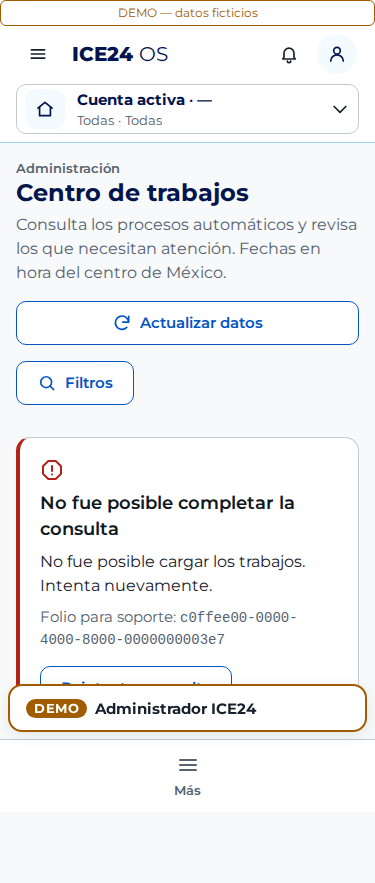 DEMO — datos ficticios
ICE24 OS
Cuenta activa · —
Todas · Todas
Administración
Centro de trabajos
Consulta los procesos automáticos y revisa
los que necesitan atención. Fechas en
hora del centro de México.
Actualizar datos
Filtros
No fue posible completar la
consulta
No fue posible cargar los trabajos.
Intenta nuevamente.
Folio para soporte: c0ffee00-0000-
4000-8000-0000000003e7
DEMO Administrador ICE24
Más